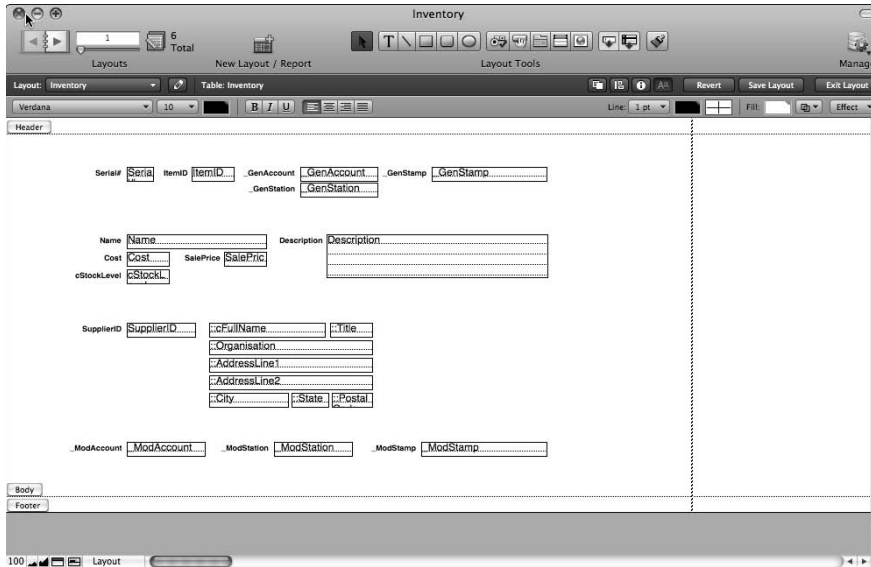 Inventory
1
6
Total
Layouts
New Layout / Report
Layout Tools
Manag
Layout: Inventory
Table: Inventory
Revert
Save Layout
Exit Layout
Verdana
10
B I U
Line: 1 pt
Fill:
Effect
Header
Serial# Seria ItemID ItemID _GenAccount _GenAccount _GenStamp _GenStamp
_GenStation _GenStation
Name Name Description Description
Cost Cost SalePrice SalePric
cStockLevel cStockL
SupplierID SupplierID ::cFullName ::Title
::Organisation
::AddressLine1
::AddressLine2
::City ::State ::Postal
_ModAccount _ModAccount _ModStation _ModStation _ModStamp _ModStamp
Body
Footer
100 Layout